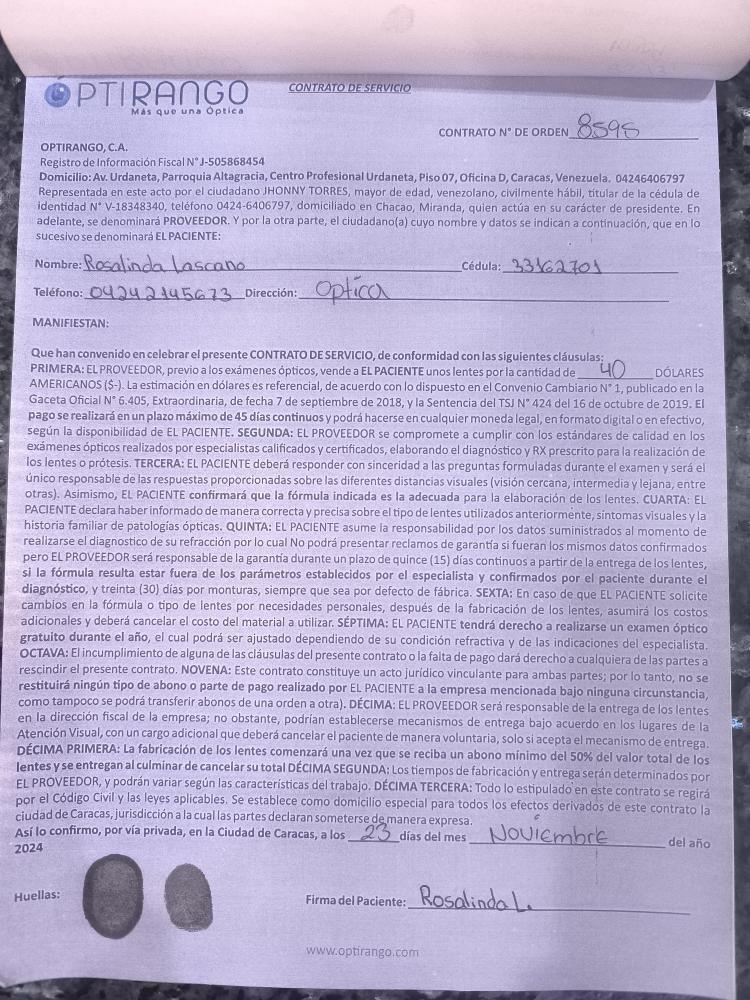 ÓPTIRANGO
Más que una Óptica
CONTRATO DE SERVICIO
CONTRATO N° DE ORDEN 8595
OPTIRANGO, C.A.
Registro de Información Fiscal N° J-505868454
Domicilio: Av. Urdaneta, Parroquia Altagracia, Centro Profesional Urdaneta, Piso 07, Oficina D, Caracas, Venezuela. 04246406797
Representada en este acto por el ciudadano JHONNY TORRES, mayor de edad, venezolano, civilmente hábil, titular de la cédula de
identidad N° V-18348340, teléfono 0424-6406797, domiciliado en Chacao, Miranda, quien actúa en su carácter de presidente. En
adelante, se denominará PROVEEDOR. Y por la otra parte, el ciudadano(a) cuyo nombre y datos se indican a continuación, que en lo
sucesivo se denominará EL PACIENTE:
Nombre: Rosalinda Lascano Cédula: 33162701
Teléfono: 04242145673 Dirección: Optica
MANIFIESTAN:
Que han convenido en celebrar el presente CONTRATO DE SERVICIO, de conformidad con las siguientes cláusulas:
PRIMERA: EL PROVEEDOR, previo a los exámenes ópticos, vende a EL PACIENTE unos lentes por la cantidad de 40 DÓLARES
AMERICANOS ($-). La estimación en dólares es referencial, de acuerdo con lo dispuesto en el Convenio Cambiario N° 1, publicado en la
Gaceta Oficial N° 6.405, Extraordinaria, de fecha 7 de septiembre de 2018, y la Sentencia del TSJ N° 424 del 16 de octubre de 2019. El
pago se realizará en un plazo máximo de 45 días continuos y podrá hacerse en cualquier moneda legal, en formato digital o en efectivo,
según la disponibilidad de EL PACIENTE. SEGUNDA: EL PROVEEDOR se compromete a cumplir con los estándares de calidad en los
exámenes ópticos realizados por especialistas calificados y certificados, elaborando el diagnóstico y RX prescrito para la realización de
los lentes o prótesis. TERCERA: EL PACIENTE deberá responder con sinceridad a las preguntas formuladas durante el examen y será el
único responsable de las respuestas proporcionadas sobre las diferentes distancias visuales (visión cercana, intermedia y lejana, entre
otras). Asimismo, EL PACIENTE confirmará que la fórmula indicada es la adecuada para la elaboración de los lentes. CUARTA: EL
PACIENTE declara haber informado de manera correcta y precisa sobre el tipo de lentes utilizados anteriormente, síntomas visuales y la
historia familiar de patologías ópticas. QUINTA: EL PACIENTE asume la responsabilidad por los datos suministrados al momento de
realizarse el diagnostico de su refracción por lo cual No podrá presentar reclamos de garantía si fueran los mismos datos confirmados
pero EL PROVEEDOR será responsable de la garantía durante un plazo de quince (15) días continuos a partir de la entrega de los lentes,
si la fórmula resulta estar fuera de los parámetros establecidos por el especialista y confirmados por el paciente durante el
diagnóstico, y treinta (30) días por monturas, siempre que sea por defecto de fábrica. SEXTA: En caso de que EL PACIENTE solicite
cambios en la fórmula o tipo de lentes por necesidades personales, después de la fabricación de los lentes, asumirá los costos
adicionales y deberá cancelar el costo del material a utilizar. SÉPTIMA: EL PACIENTE tendrá derecho a realizarse un examen óptico
gratuito durante el año, el cual podrá ser ajustado dependiendo de su condición refractiva y de las indicaciones del especialista.
OCTAVA: El incumplimiento de alguna de las cláusulas del presente contrato o la falta de pago dará derecho a cualquiera de las partes a
rescindir el presente contrato. NOVENA: Este contrato constituye un acto jurídico vinculante para ambas partes; por lo tanto, no se
restituirá ningún tipo de abono o parte de pago realizado por EL PACIENTE a la empresa mencionada bajo ninguna circunstancia,
como tampoco se podrá transferir abonos de una orden a otra). DÉCIMA: EL PROVEEDOR será responsable de la entrega de los lentes
en la dirección fiscal de la empresa; no obstante, podrían establecerse mecanismos de entrega bajo acuerdo en los lugares de la
Atención Visual, con un cargo adicional que deberá cancelar el paciente de manera voluntaria, solo si acepta el mecanismo de entrega.
DÉCIMA PRIMERA: La fabricación de los lentes comenzará una vez que se reciba un abono mínimo del 50% del valor total de los
lentes y se entregan al culminar de cancelar su total DÉCIMA SEGUNDA: Los tiempos de fabricación y entrega serán determinados por
EL PROVEEDOR, y podrán variar según las características del trabajo. DÉCIMA TERCERA: Todo lo estipulado en este contrato se regirá
por el Código Civil y las leyes aplicables. Se establece como domicilio especial para todos los efectos derivados de este contrato la
ciudad de Caracas, jurisdicción a la cual las partes declaran someterse de manera expresa.
Así lo confirmo, por vía privada, en la Ciudad de Caracas, a los 23 días del mes Noviembre del año
2024
Huellas:
Firma del Paciente: Rosalinda L.
www.optirango.com